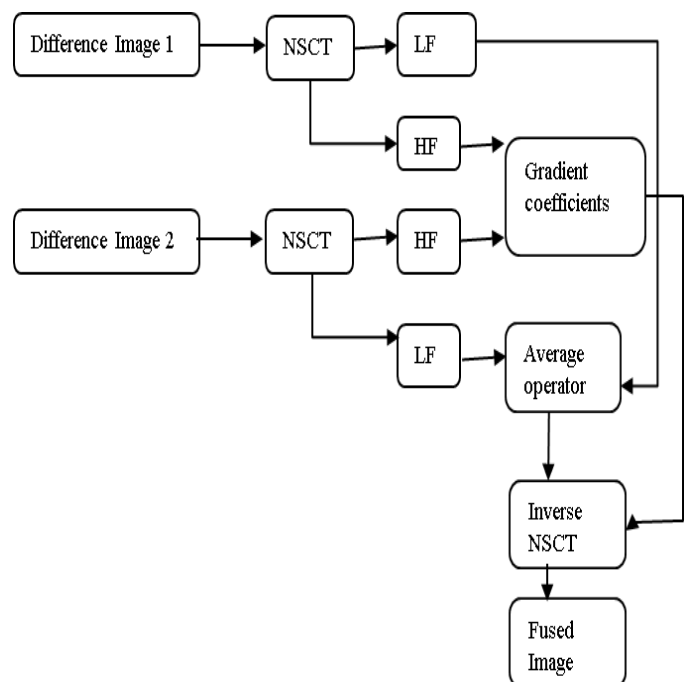 Difference Image 1
NSCT
LF
HF
Gradient
coefficients
Difference Image 2
NSCT
HF
LF
Average
operator
Inverse
NSCT
Fused
Image